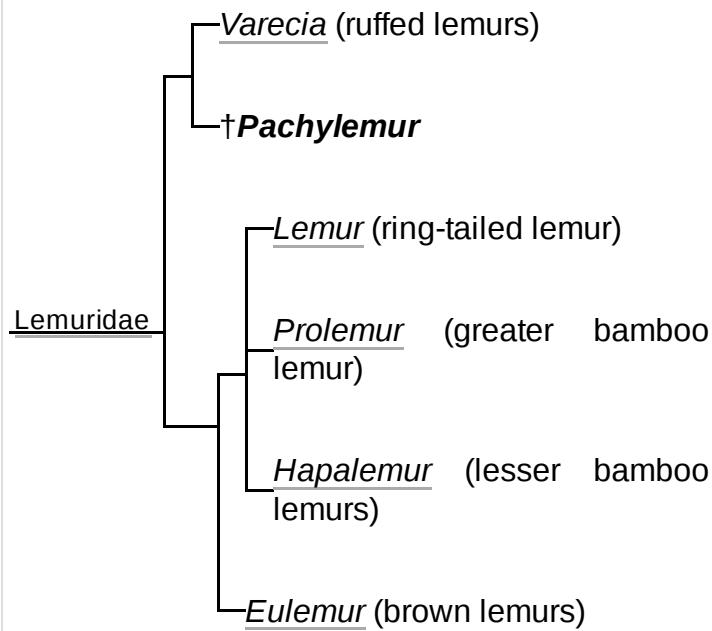 Varecia (ruffed lemurs)
†Pachylemur
Lemur (ring-tailed lemur)
Lemuridae
Prolemur (greater bamboo
lemur)
Hapalemur (lesser bamboo
lemurs)
Eulemur (brown lemurs)